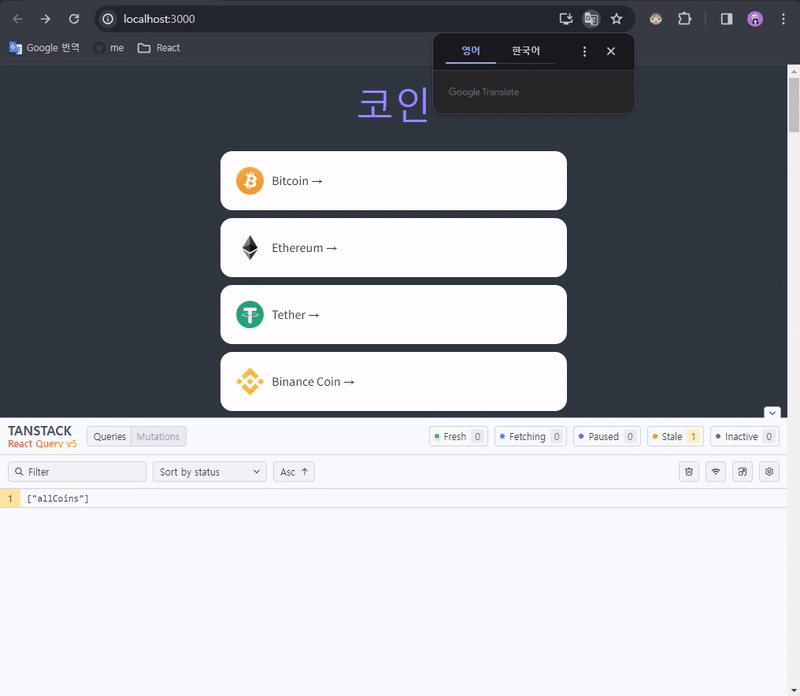 localhost:3000
Google 번역
me
React
영어
한국어
Google Translate
코인
Bitcoin →
Ethereum →
Tether →
Binance Coin →
TANSTACK
React Query v5
Queries
Mutations
Fresh 0
Fetching 0
Paused 0
Stale 1
Inactive 0
Filter
Sort by status
Asc ↑
1 ["allCoins"]